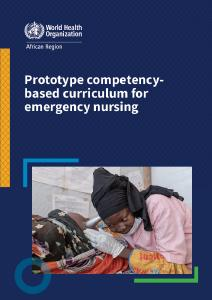 World Health
Organization
African Region
Prototype competency-
based curriculum for
emergency nursing